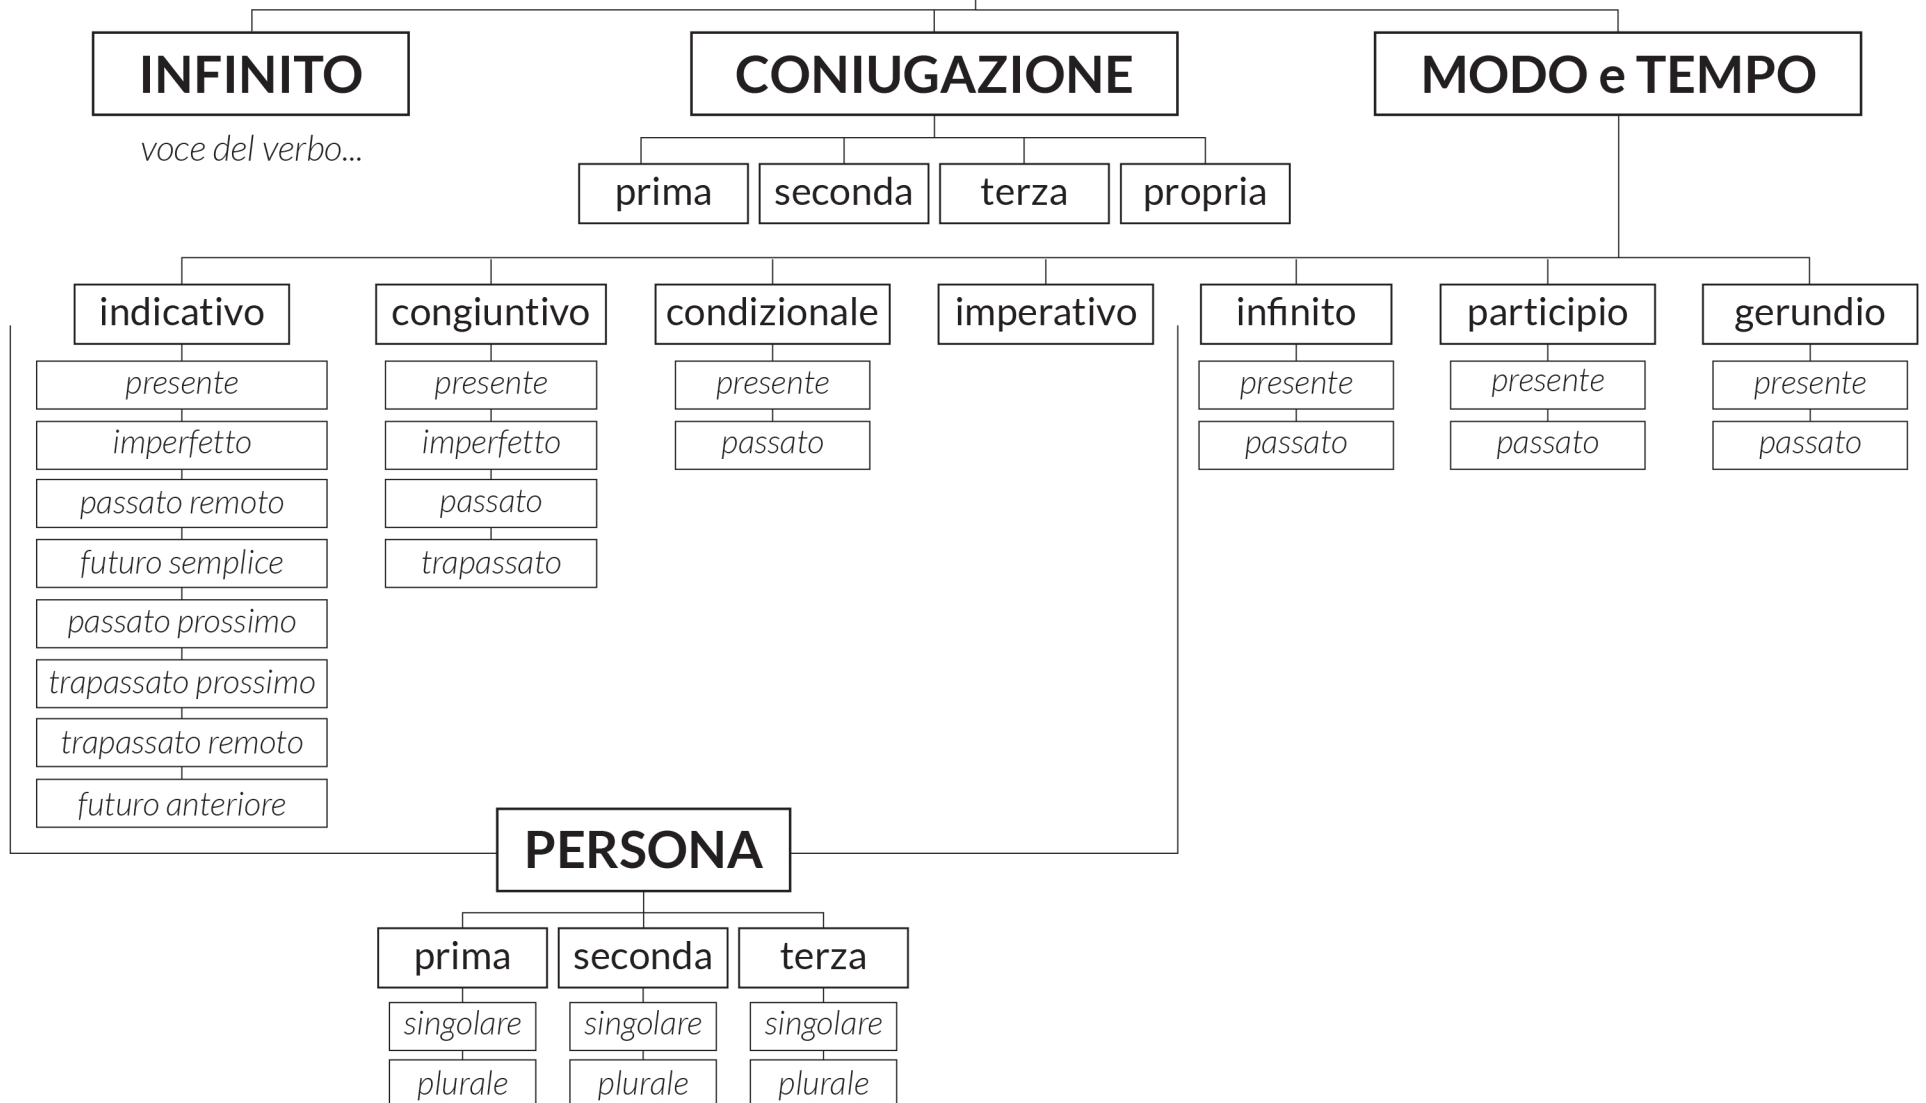 INFINITO
CONIUGAZIONE
MODO e TEMPO
voce del verbo...
prima
seconda
terza
propria
indicativo
congiuntivo
condizionale
imperativo
infinito
participio
gerundio
presente
imperfetto
passato remoto
futuro semplice
passato prossimo
trapassato prossimo
trapassato remoto
futuro anteriore
presente
imperfetto
passato
trapassato
presente
passato
presente
passato
presente
passato
presente
passato
PERSONA
prima
seconda
terza
singolare
singolare
singolare
plurale
plurale
plurale